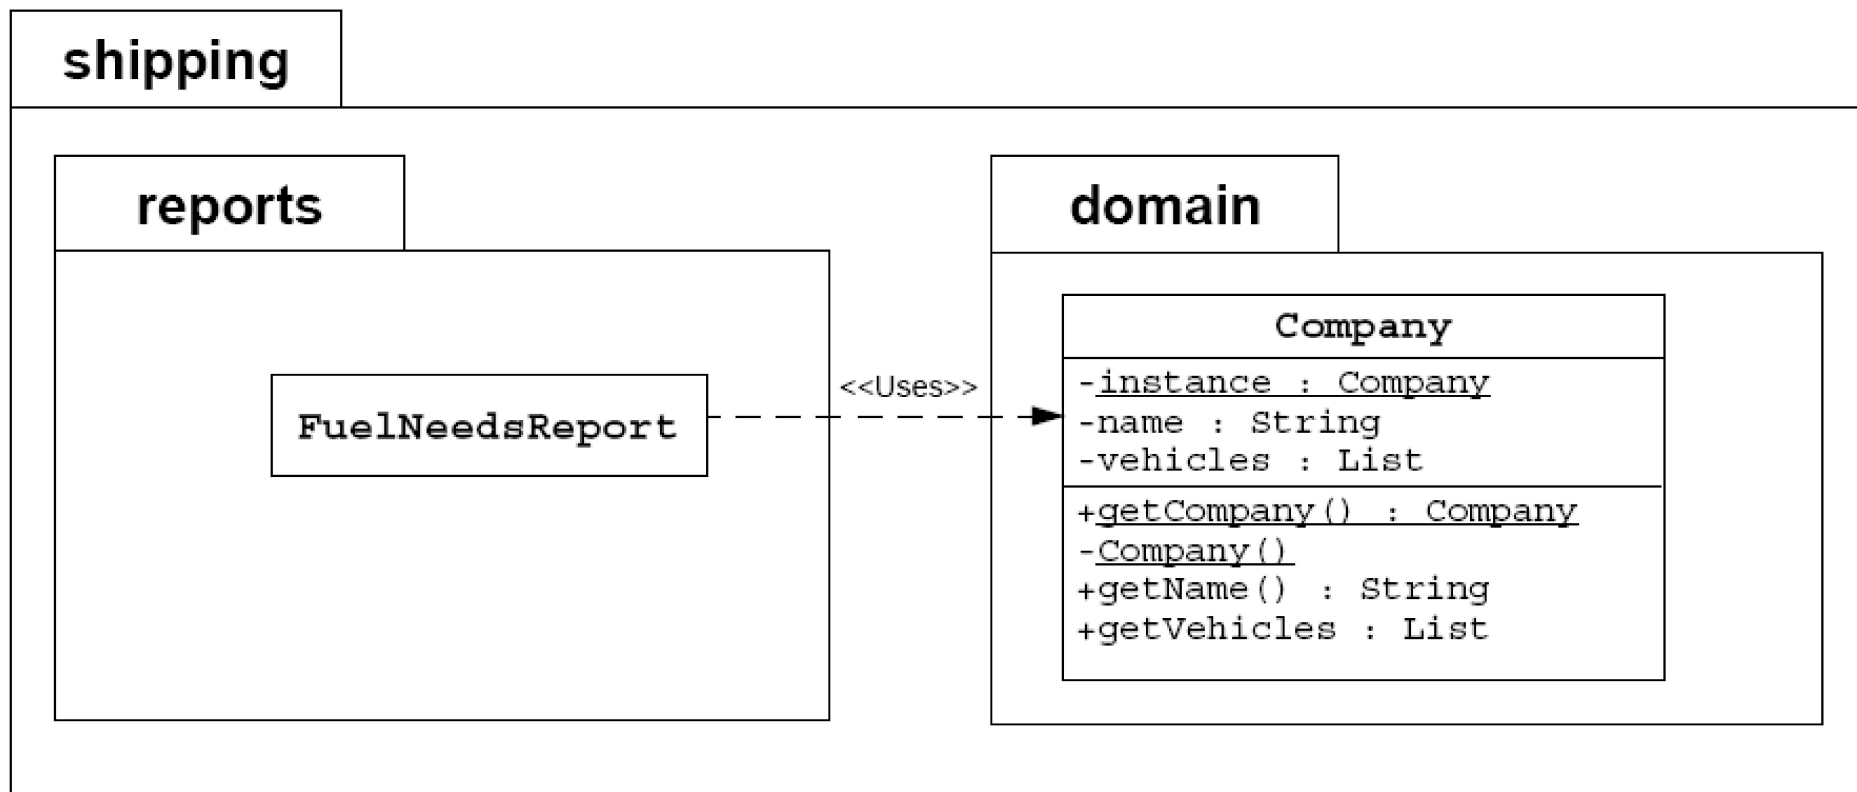 shipping
reports
domain
FuelNeedsReport
<<Uses>>
Company
-instance : Company
-name : String
-vehicles : List
+getCompany() : Company
-Company()
+getName() : String
+getVehicles : List